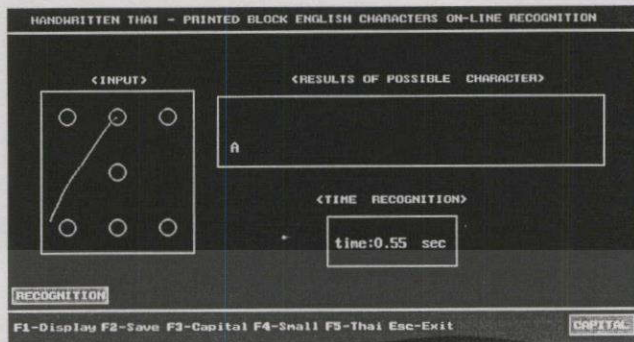 HANDWRITTEN THAI - PRINTED BLOCK ENGLISH CHARACTERS ON-LINE RECOGNITION
<INPUT>
<RESULTS OF POSSIBLE CHARACTER>
A
<TIME RECOGNITION>
time:0.55 sec
RECOGNITION
F1-Display F2-Save F3-Capital F4-Small F5-Thai Esc-Exit
CAPITAL